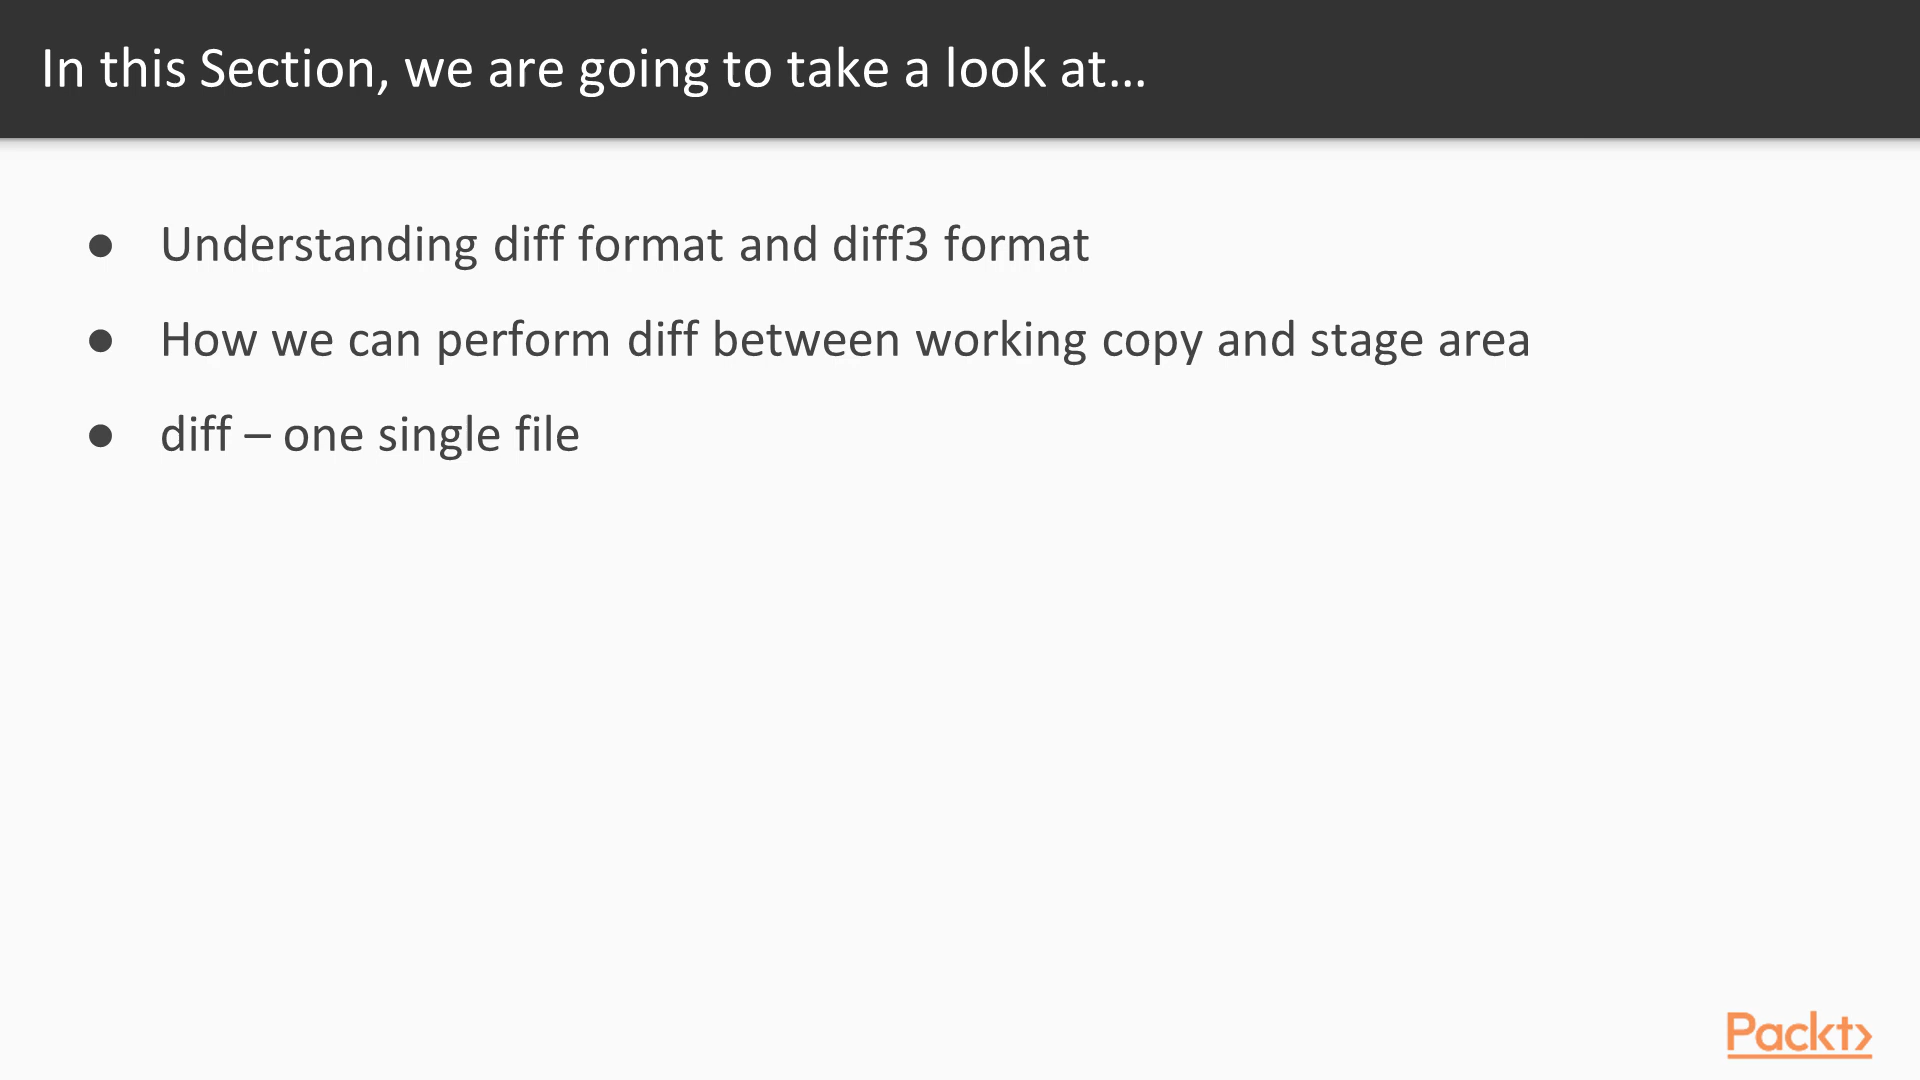 In this Section, we are going to take a look at...
● Understanding diff format and diff3 format
● How we can perform diff between working copy and stage area
● diff – one single file
Packt>